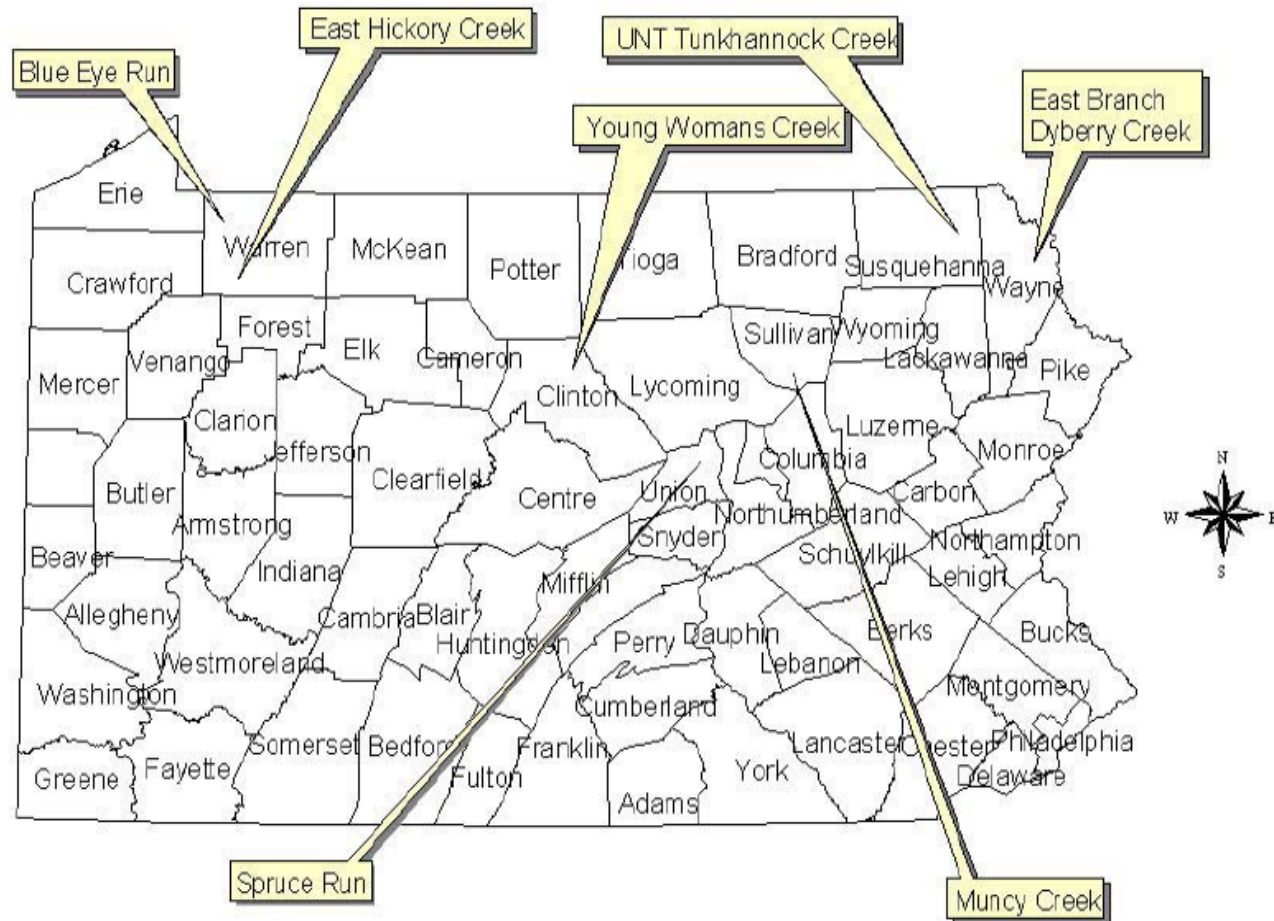 East Hickory Creek
UNT Tunkhannock Creek
Blue Eye Run
East Branch
Dyberry Creek
Young Womans Creek
Erie
Warren
McKean
Potter
Tioga
Bradford
Susquehanna
Wayne
Crawford
Forest
Elk
Cameron
Sullivan
Wyoming
Lackawanna
Pike
Venango
Mercer
Clarion
Clinton
Lycoming
Luzerne
Monroe
Jefferson
Clearfield
Centre
Union
Columbia
Carbon
Butler
Armstrong
Snyder
Northumberland
Northampton
Schuylkill
Lehigh
Beaver
Indiana
Mifflin
Allegheny
Cambria
Blair
Huntingdon
Perry
Dauphin
Lebanon
Berks
Bucks
Westmoreland
Washington
Montgomery
Cumberland
Somerset
Bedford
Franklin
Lancaster
Chester
Philadelphia
Greene
Fayette
Fulton
York
Delaware
Adams
N
W
E
S
Spruce Run
Muncy Creek